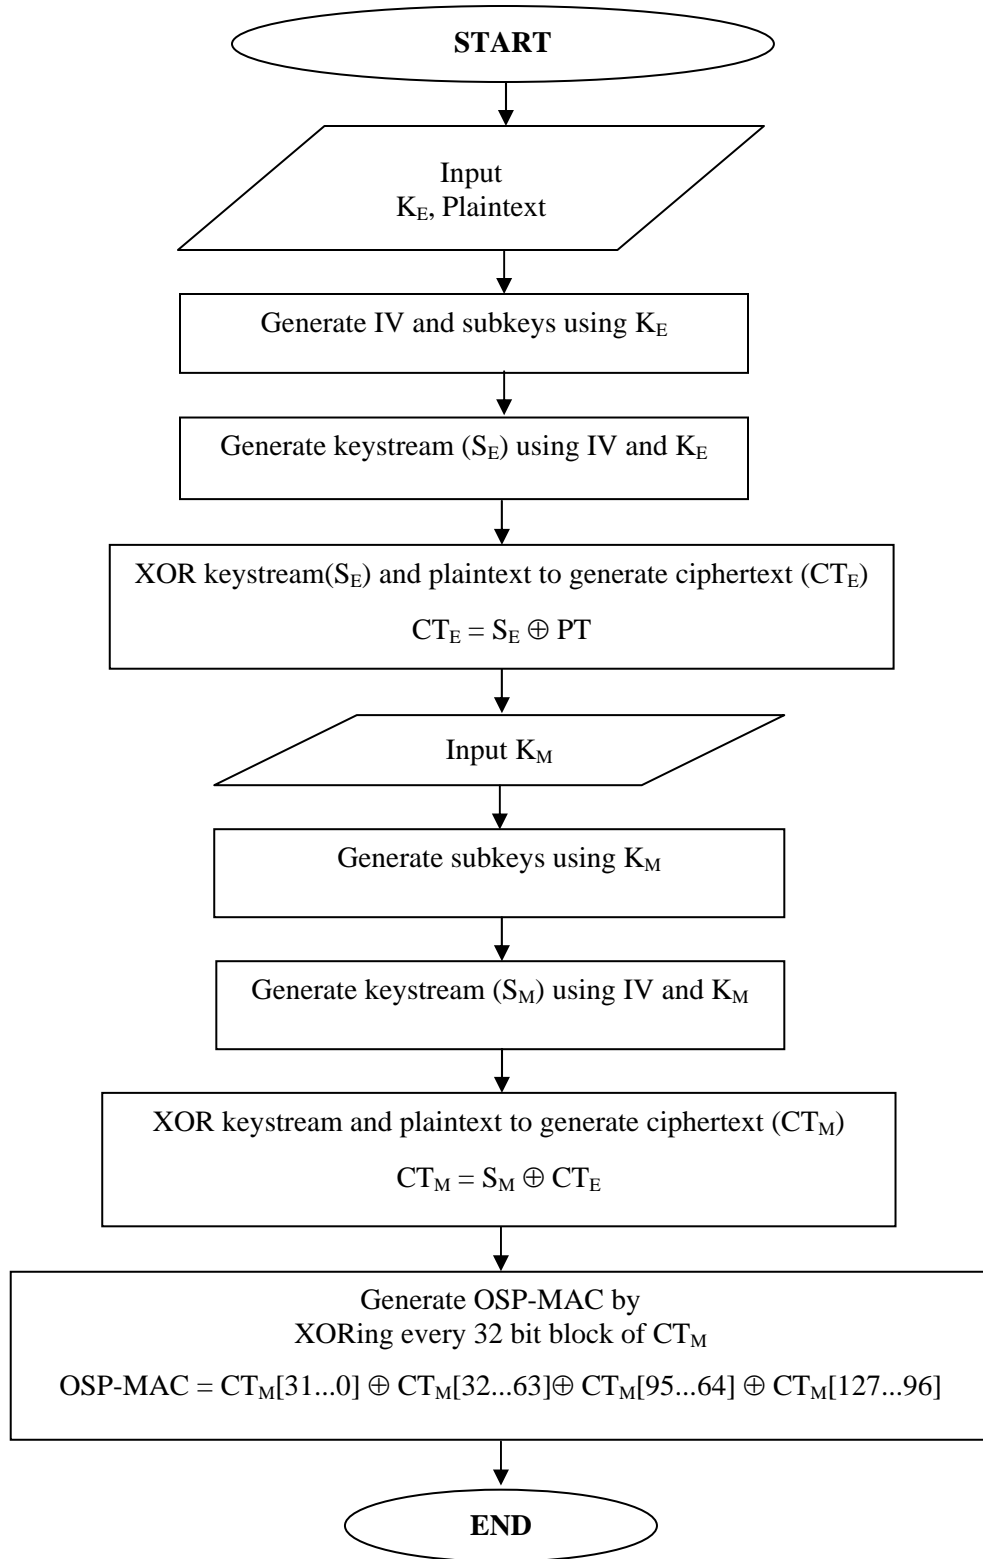 START
Input
K_E, Plaintext
Generate IV and subkeys using K_E
Generate keystream (S_E) using IV and K_E
XOR keystream(S_E) and plaintext to generate ciphertext (CT_E)
CT_E = S_E ⊕ PT
Input K_M
Generate subkeys using K_M
Generate keystream (S_M) using IV and K_M
XOR keystream and plaintext to generate ciphertext (CT_M)
CT_M = S_M ⊕ CT_E
Generate OSP-MAC by
XORing every 32 bit block of CT_M
OSP-MAC = CT_M[31...0] ⊕ CT_M[32...63]⊕ CT_M[95...64] ⊕ CT_M[127...96]
END